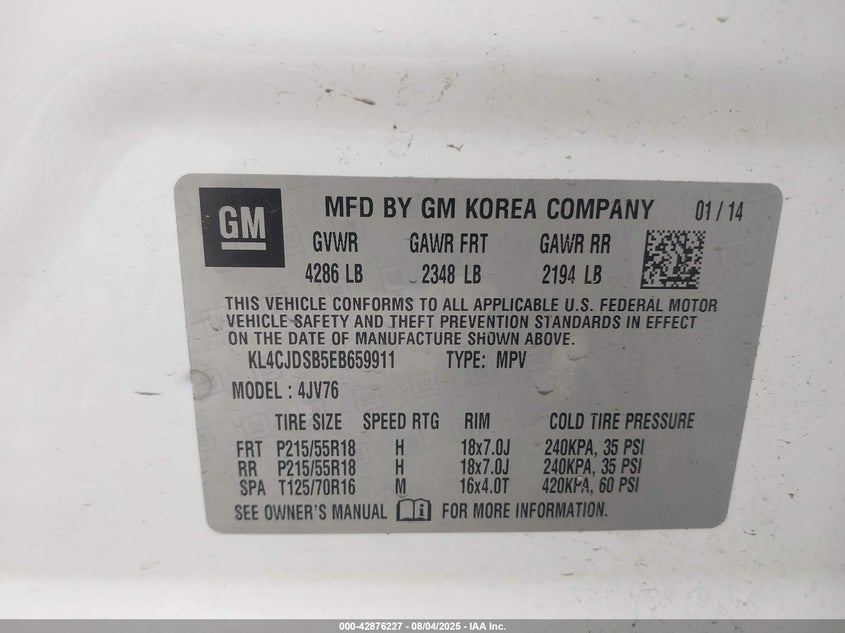 GM
MFD BY GM KOREA COMPANY 01 / 14
GVWR GAWR FRT GAWR RR
4286 LB 2348 LB 2194 LB
THIS VEHICLE CONFORMS TO ALL APPLICABLE U.S. FEDERAL MOTOR
VEHICLE SAFETY AND THEFT PREVENTION STANDARDS IN EFFECT
ON THE DATE OF MANUFACTURE SHOWN ABOVE.
KL4CJDSB5EB659911 TYPE: MPV
MODEL : 4JV76
TIRE SIZE SPEED RTG RIM COLD TIRE PRESSURE
FRT P215/55R18 H 18x7.0J 240KPA, 35 PSI
RR P215/55R18 H 18x7.0J 240KPA, 35 PSI
SPA T125/70R16 M 16x4.0T 420KPA, 60 PSI
SEE OWNER'S MANUAL i FOR MORE INFORMATION.
000-42876227 - 08/04/2025 - IAA Inc.